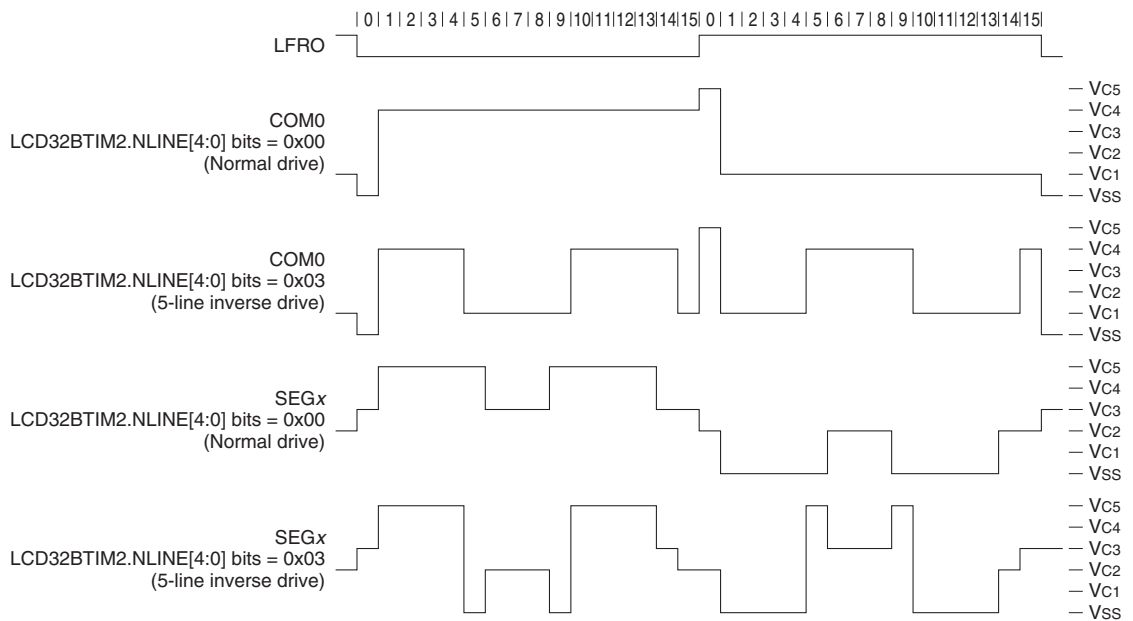 0 1 2 3 4 5 6 7 8 9 10 11 12 13 14 15 0 1 2 3 4 5 6 7 8 9 10 11 12 13 14 15
LFRO
COM0
LCD32BTIM2.NLINE[4:0] bits = 0x00
(Normal drive)
VC5
VC4
VC3
VC2
VC1
VSS
COM0
LCD32BTIM2.NLINE[4:0] bits = 0x03
(5-line inverse drive)
VC5
VC4
VC3
VC2
VC1
VSS
SEGx
LCD32BTIM2.NLINE[4:0] bits = 0x00
(Normal drive)
VC5
VC4
VC3
VC2
VC1
VSS
SEGx
LCD32BTIM2.NLINE[4:0] bits = 0x03
(5-line inverse drive)
VC5
VC4
VC3
VC2
VC1
VSS